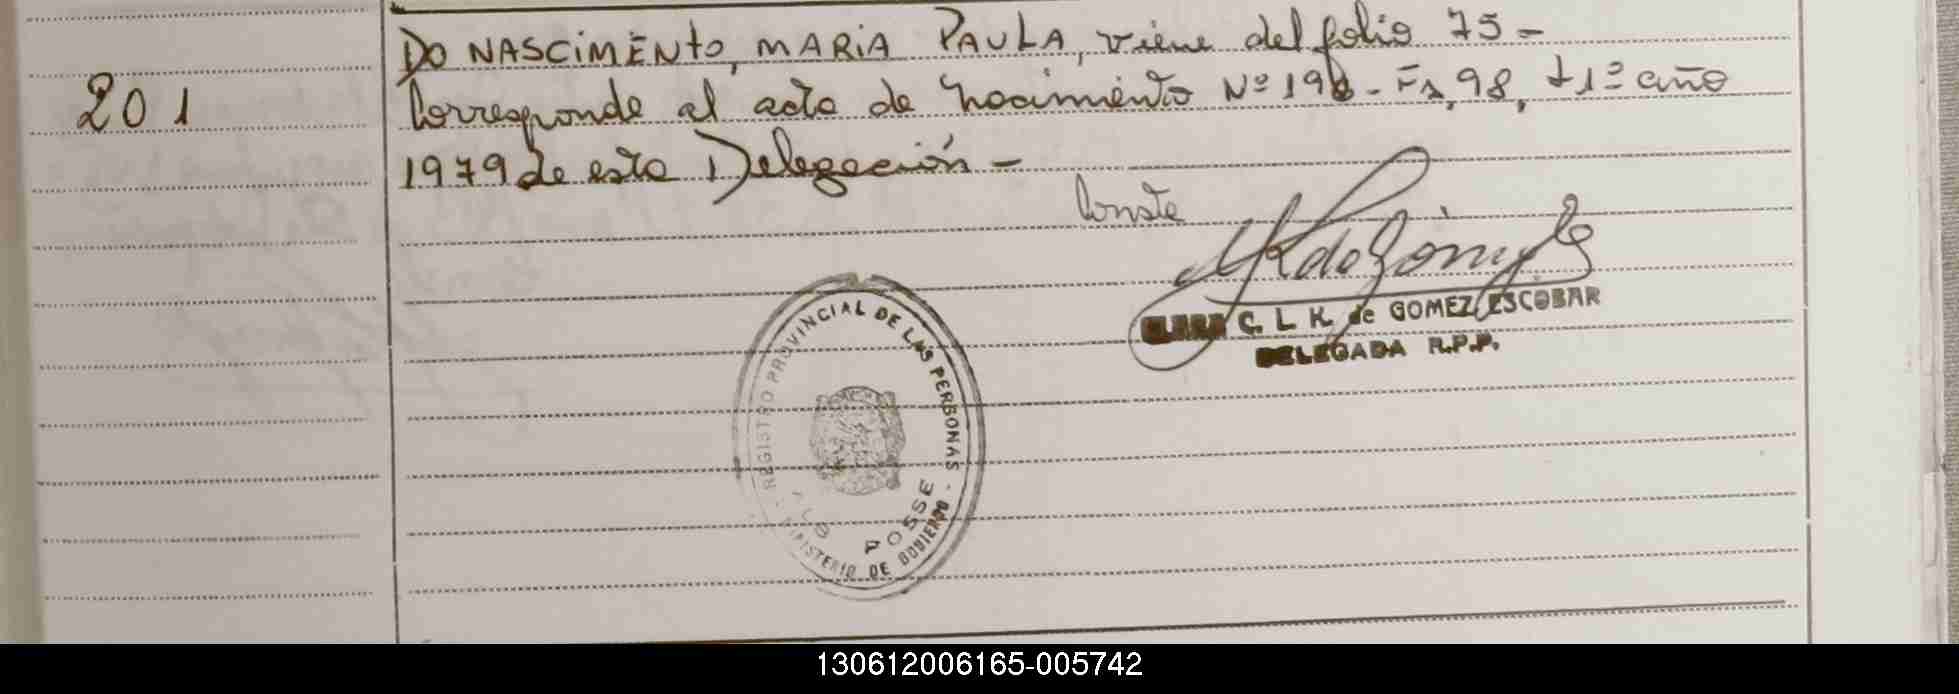 DO NASCIMENto, MARIA PAULA, viene del folio 75 -
201
Corresponde al acta de Nacimiento Nº 198 - Fs, 98, t 1º año
1979 de esta Delegación -
Conste
C. L. K. de GOMEZ ESCOBAR
DELEGADA R.P.P.
REGISTRO PROVINCIAL DE LAS PERSONAS
POSSE
MINISTERIO DE GOBIERNO
130612006165-005742